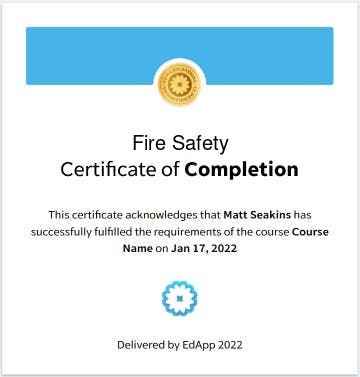 Fire Safety
Certificate of Completion
This certificate acknowledges that Matt Seakins has
successfully fulfilled the requirements of the course Course
Name on Jan 17, 2022
Delivered by EdApp 2022